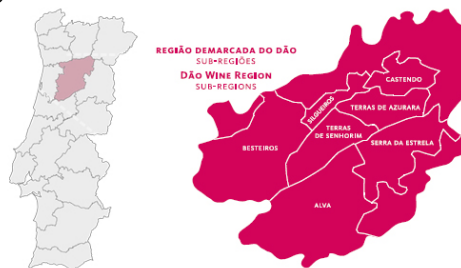 REGIÃO DEMARCADA DO DÃO
SUB-REGIÕES
DÃO WINE REGION
SUB-REGIONS
CASTENDO
TERRAS DE AZURARA
SILGUEIROS
TERRAS
DE SENHORIM
BESTEIROS
SERRA DA ESTRELA
ALVA